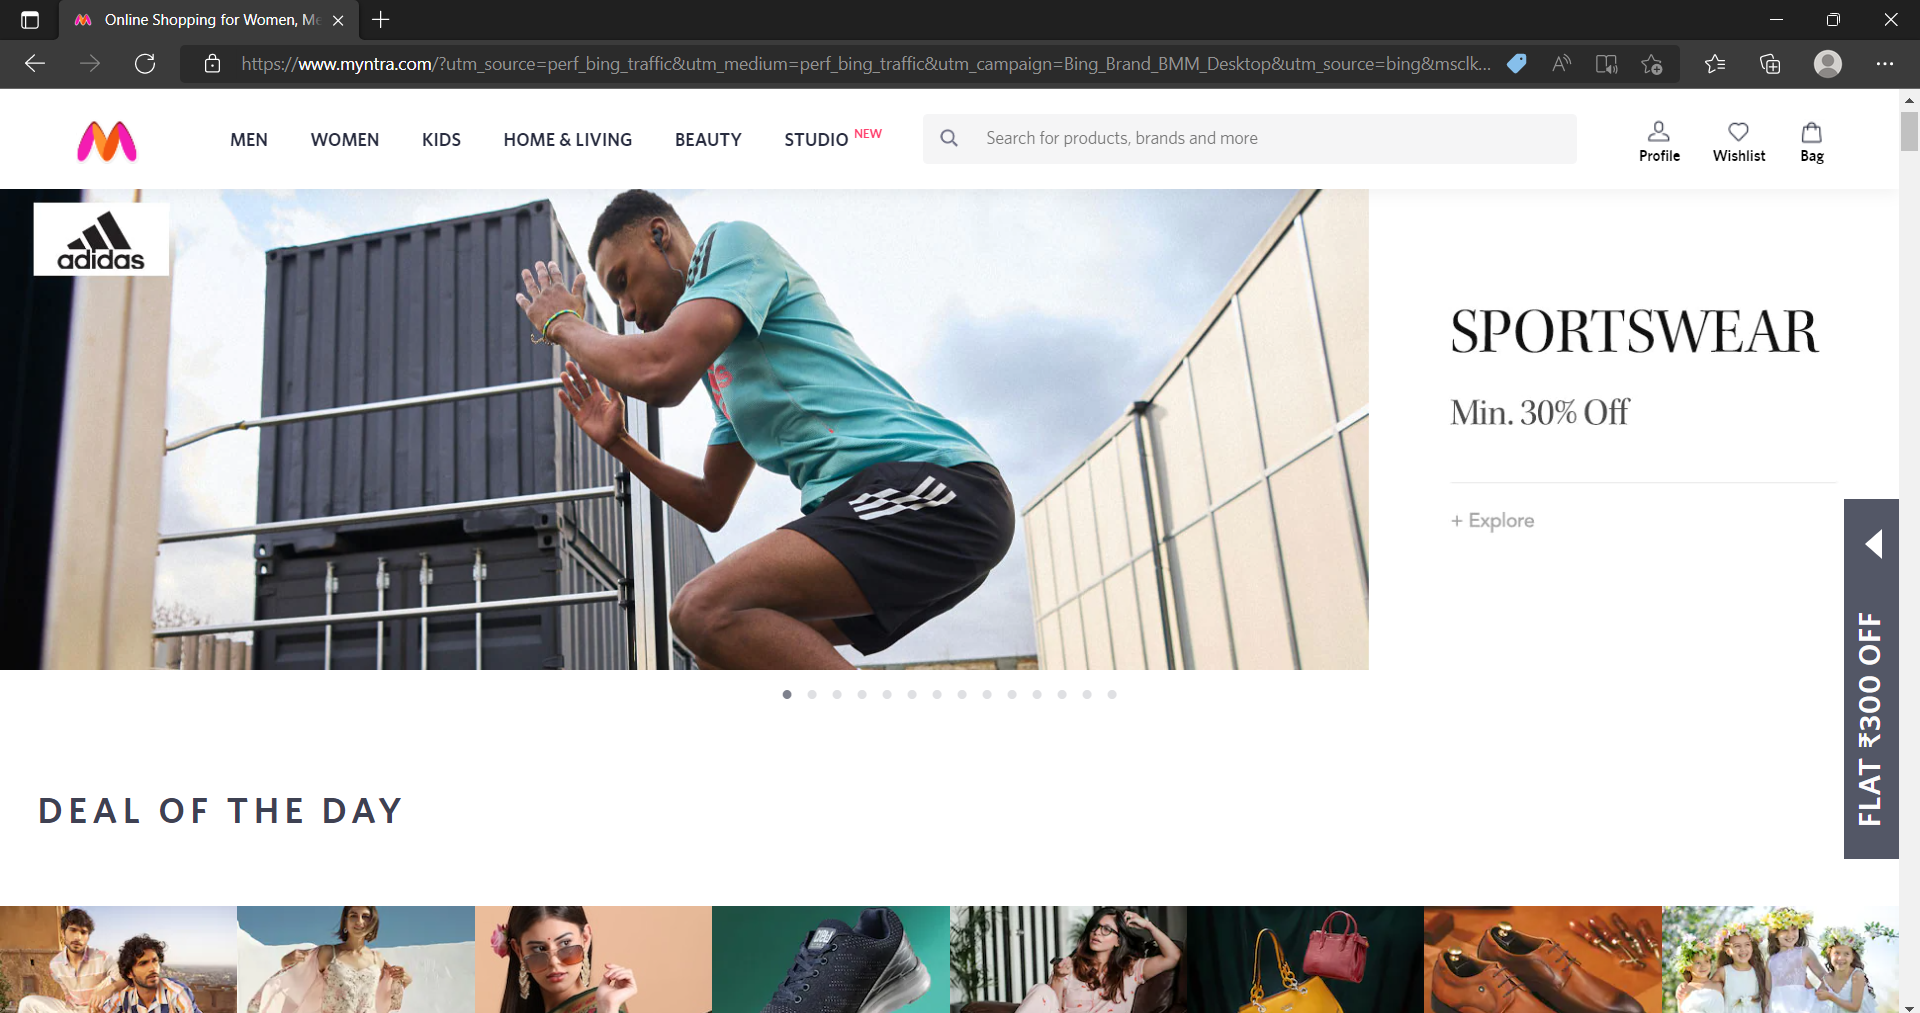 Online Shopping for Women, Me
https://www.myntra.com/?utm_source=perf_bing_traffic&utm_medium=perf_bing_traffic&utm_campaign=Bing_Brand_BMM_Desktop&utm_source=bing&msclk...
MEN WOMEN KIDS HOME & LIVING BEAUTY STUDIO NEW
Search for products, brands and more
Profile Wishlist Bag
adidas
SPORTSWEAR
Min. 30% Off
+ Explore
FLAT ₹300 OFF
DEAL OF THE DAY